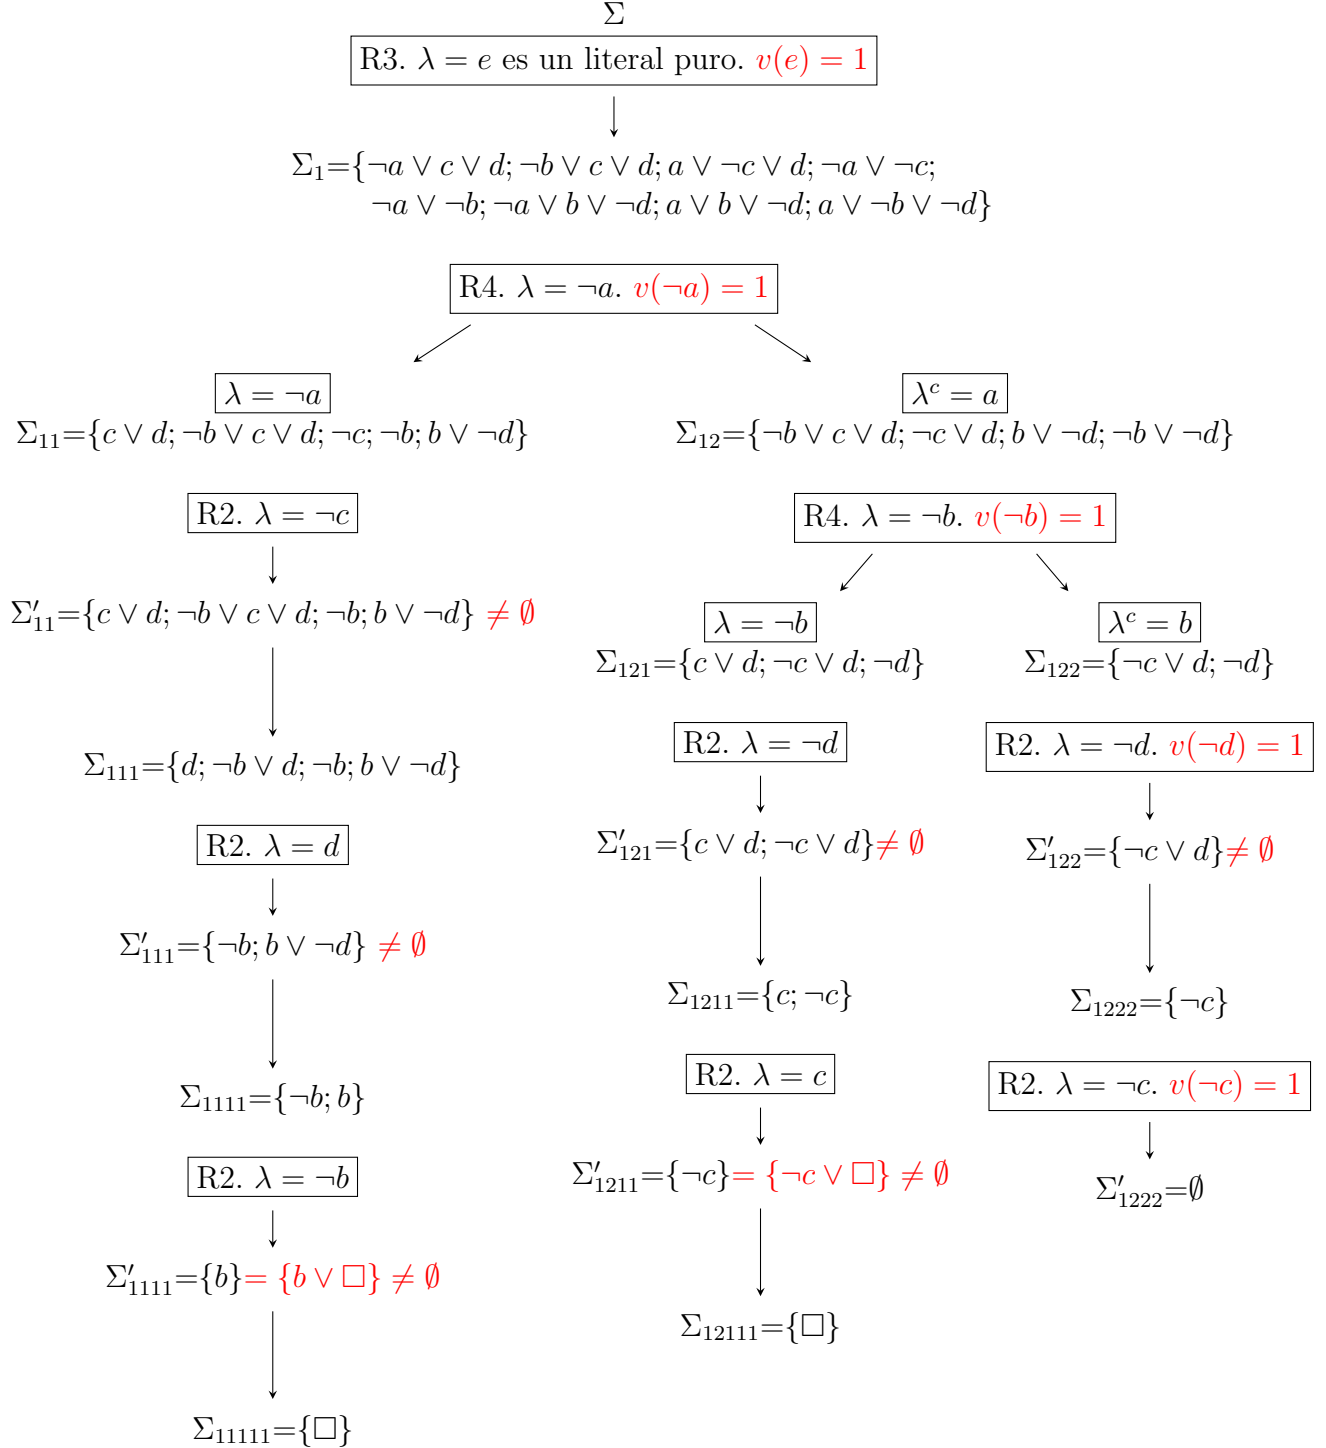 Σ
R3. λ = e es un literal puro. v(e) = 1
Σ₁={¬a ∨ c ∨ d; ¬b ∨ c ∨ d; a ∨ ¬c ∨ d; ¬a ∨ ¬c;
¬a ∨ ¬b; ¬a ∨ b ∨ ¬d; a ∨ b ∨ ¬d; a ∨ ¬b ∨ ¬d}
R4. λ = ¬a. v(¬a) = 1
λ = ¬a
Σ₁₁={c ∨ d; ¬b ∨ c ∨ d; ¬c; ¬b; b ∨ ¬d}
R2. λ = ¬c
Σ′₁₁={c ∨ d; ¬b ∨ c ∨ d; ¬b; b ∨ ¬d} ≠ ∅
Σ₁₁₁={d; ¬b ∨ d; ¬b; b ∨ ¬d}
R2. λ = d
Σ′₁₁₁={¬b; b ∨ ¬d} ≠ ∅
Σ₁₁₁₁={¬b; b}
R2. λ = ¬b
Σ′₁₁₁₁={b}= {b ∨ □} ≠ ∅
Σ₁₁₁₁₁={□}
λᶜ = a
Σ₁₂={¬b ∨ c ∨ d; ¬c ∨ d; b ∨ ¬d; ¬b ∨ ¬d}
R4. λ = ¬b. v(¬b) = 1
λ = ¬b
Σ₁₂₁={c ∨ d; ¬c ∨ d; ¬d}
R2. λ = ¬d
Σ′₁₂₁={c ∨ d; ¬c ∨ d}≠ ∅
Σ₁₂₁₁={c; ¬c}
R2. λ = c
Σ′₁₂₁₁={¬c}= {¬c ∨ □} ≠ ∅
Σ₁₂₁₁₁={□}
λᶜ = b
Σ₁₂₂={¬c ∨ d; ¬d}
R2. λ = ¬d. v(¬d) = 1
Σ′₁₂₂={¬c ∨ d}≠ ∅
Σ₁₂₂₂={¬c}
R2. λ = ¬c. v(¬c) = 1
Σ′₁₂₂₂=∅